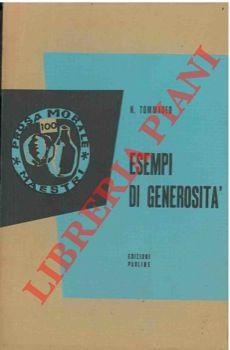 N. TOMMASEO
PROSA MORALE
100
MAESTRI
ESEMPI
DI GENEROSITA'
EDIZIONI
PAOLINE
LIBRERIA PIANI